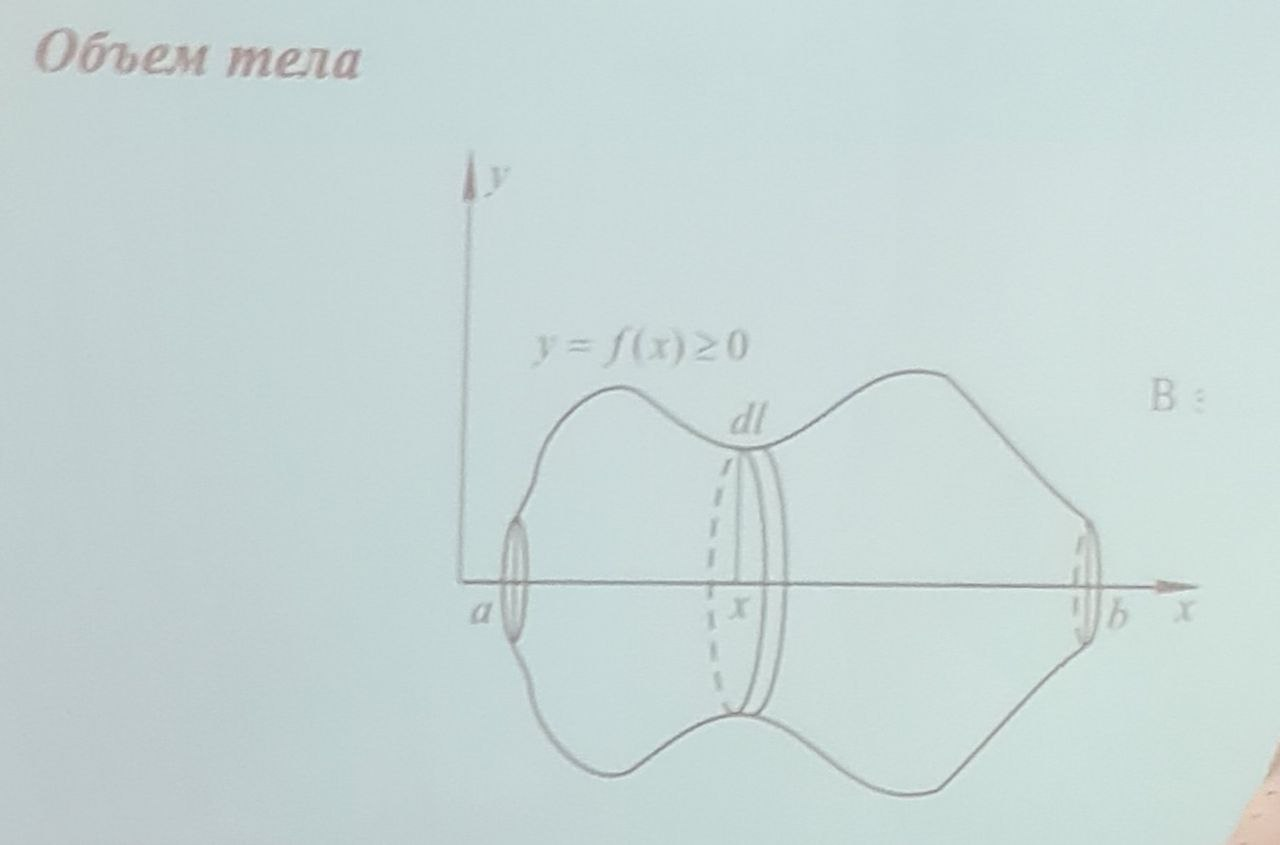 Объем тела
y
y = f(x) ≥ 0
В :
dl
a
x
b
x